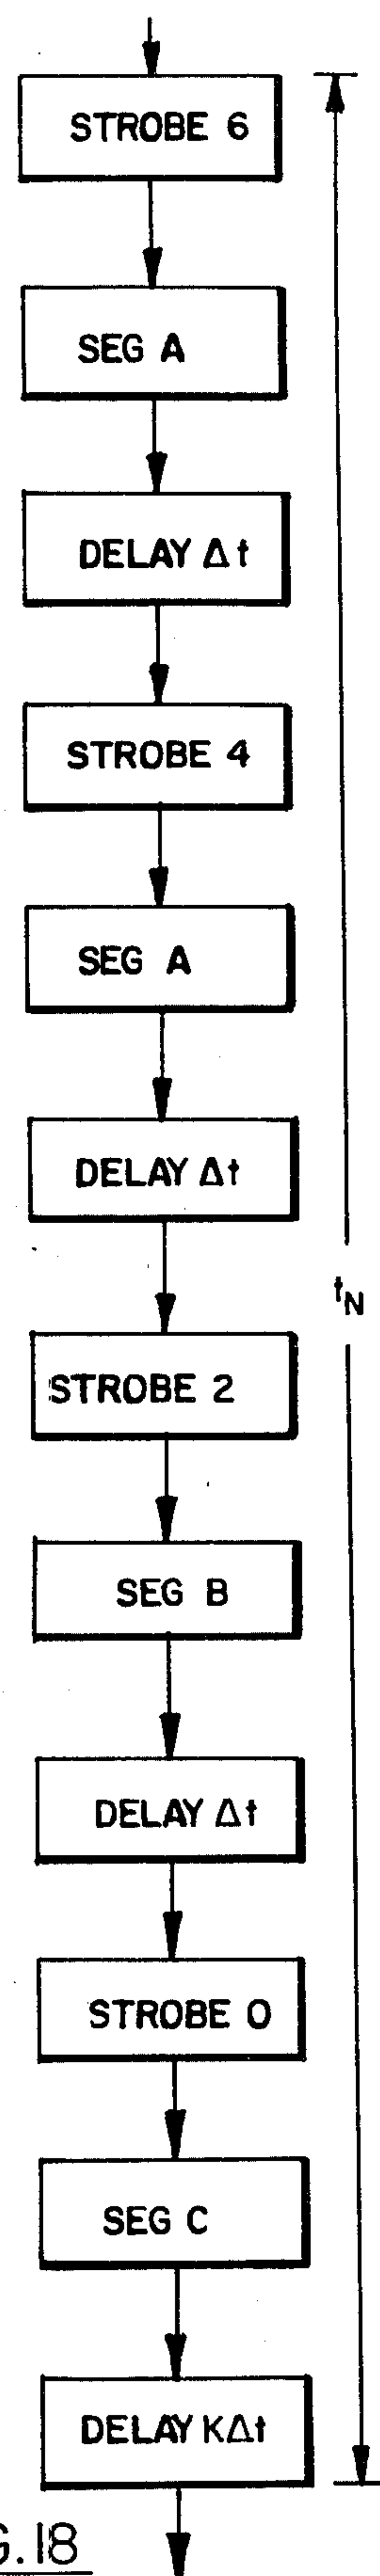 STROBE 6
SEG A
DELAY Δt
STROBE 4
SEG A
DELAY Δt
tN
STROBE 2
SEG B
DELAY Δt
STROBE 0
SEG C
DELAY KΔt
G.18